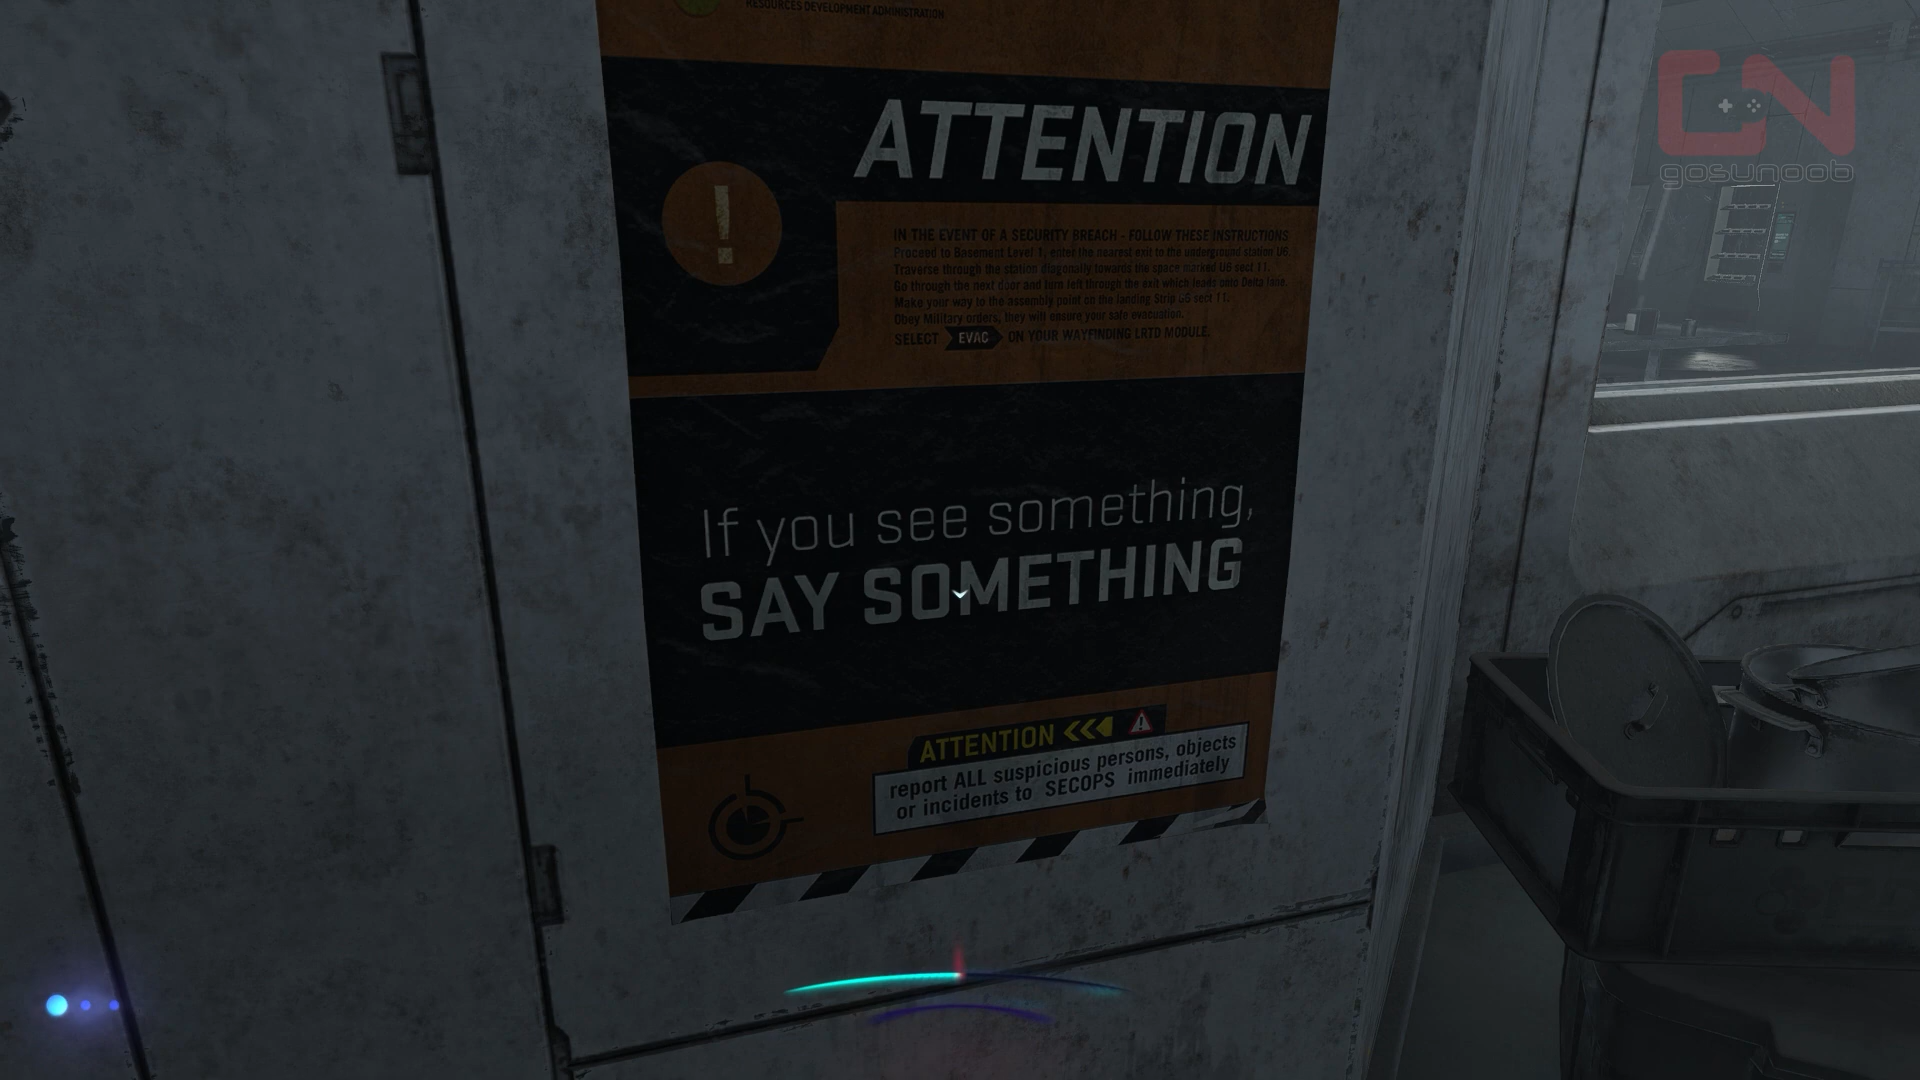 RESOURCES DEVELOPMENT ADMINISTRATION
ATTENTION
!
IN THE EVENT OF A SECURITY BREACH - FOLLOW THESE INSTRUCTIONS
Proceed to Basement Level 1, enter the nearest exit to the underground station U6.
Traverse through the station diagonally towards the space marked U6 sect 11.
Go through the next door and turn left through the exit which leads onto Delta lane.
Make your way to the assembly point on the landing Strip U6 sect 11.
Obey Military orders, they will ensure your safe evacuation.
SELECT EVAC ON YOUR WAYFINDING LRTD MODULE.
If you see something,
SAY SOMETHING
ATTENTION
report ALL suspicious persons, objects
or incidents to SECOPS immediately
GN
gosunoob